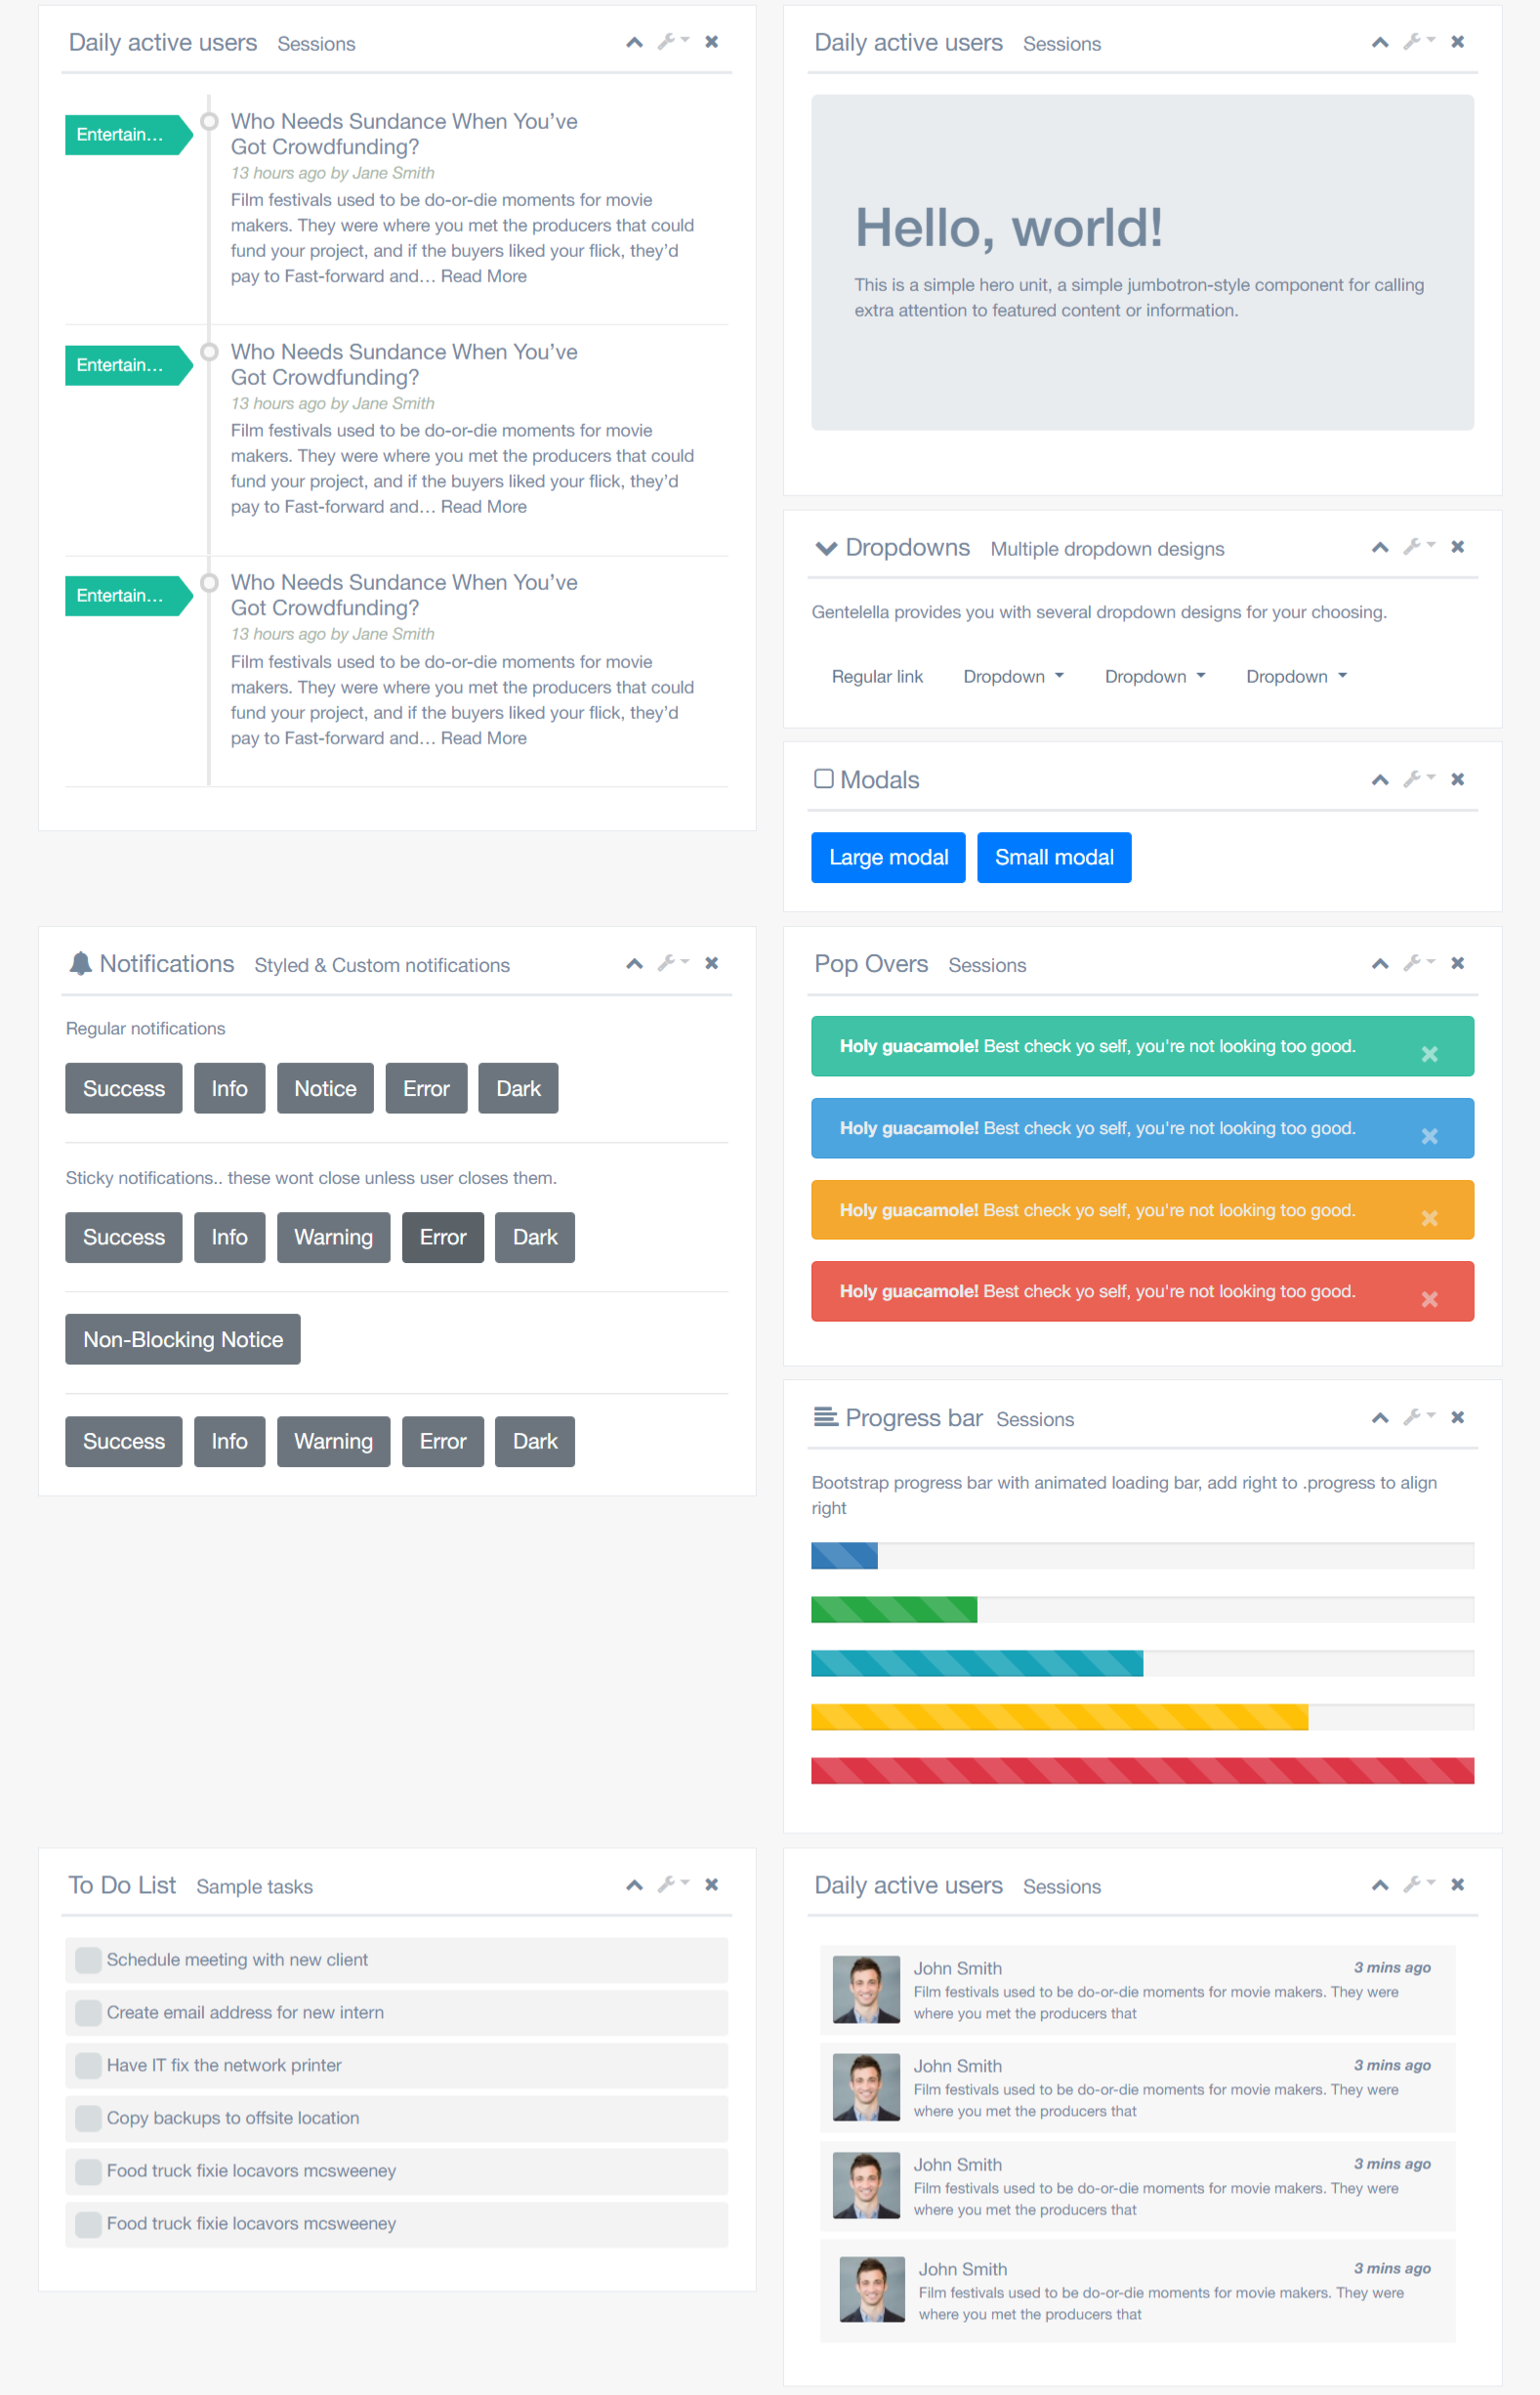 Daily active users Sessions
Entertain...
Who Needs Sundance When You’ve
Got Crowdfunding?
13 hours ago by Jane Smith
Film festivals used to be do-or-die moments for movie
makers. They were where you met the producers that could
fund your project, and if the buyers liked your flick, they’d
pay to Fast-forward and… Read More
Entertain...
Who Needs Sundance When You’ve
Got Crowdfunding?
13 hours ago by Jane Smith
Film festivals used to be do-or-die moments for movie
makers. They were where you met the producers that could
fund your project, and if the buyers liked your flick, they’d
pay to Fast-forward and… Read More
Entertain...
Who Needs Sundance When You’ve
Got Crowdfunding?
13 hours ago by Jane Smith
Film festivals used to be do-or-die moments for movie
makers. They were where you met the producers that could
fund your project, and if the buyers liked your flick, they’d
pay to Fast-forward and… Read More
Daily active users Sessions
Hello, world!
This is a simple hero unit, a simple jumbotron-style component for calling
extra attention to featured content or information.
Dropdowns Multiple dropdown designs
Gentelella provides you with several dropdown designs for your choosing.
Regular link Dropdown Dropdown Dropdown
Modals
Large modal Small modal
Notifications Styled & Custom notifications
Regular notifications
Success Info Notice Error Dark
Sticky notifications.. these wont close unless user closes them.
Success Info Warning Error Dark
Non-Blocking Notice
Success Info Warning Error Dark
Pop Overs Sessions
Holy guacamole! Best check yo self, you're not looking too good.
Holy guacamole! Best check yo self, you're not looking too good.
Holy guacamole! Best check yo self, you're not looking too good.
Holy guacamole! Best check yo self, you're not looking too good.
Progress bar Sessions
Bootstrap progress bar with animated loading bar, add right to .progress to align
right
To Do List Sample tasks
Schedule meeting with new client
Create email address for new intern
Have IT fix the network printer
Copy backups to offsite location
Food truck fixie locavors mcsweeney
Food truck fixie locavors mcsweeney
Daily active users Sessions
John Smith 3 mins ago
Film festivals used to be do-or-die moments for movie makers. They were
where you met the producers that
John Smith 3 mins ago
Film festivals used to be do-or-die moments for movie makers. They were
where you met the producers that
John Smith 3 mins ago
Film festivals used to be do-or-die moments for movie makers. They were
where you met the producers that
John Smith 3 mins ago
Film festivals used to be do-or-die moments for movie makers. They were
where you met the producers that